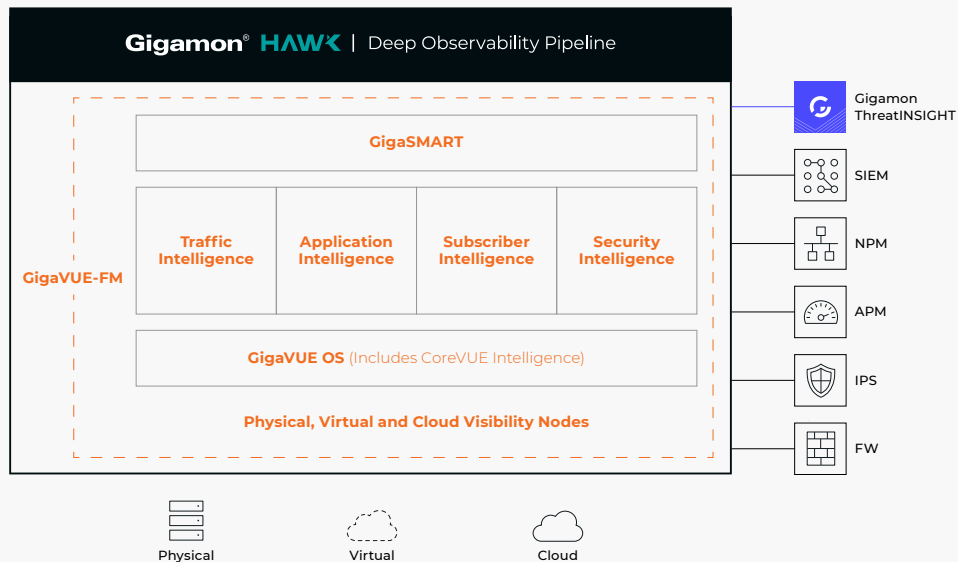 Gigamon® HAWK | Deep Observability Pipeline
GigaSMART
Traffic
Intelligence
Application
Intelligence
Subscriber
Intelligence
Security
Intelligence
GigaVUE-FM
GigaVUE OS (Includes CoreVUE Intelligence)
Physical, Virtual and Cloud Visibility Nodes
Gigamon
ThreatINSIGHT
SIEM
NPM
APM
IPS
FW
Physical
Virtual
Cloud